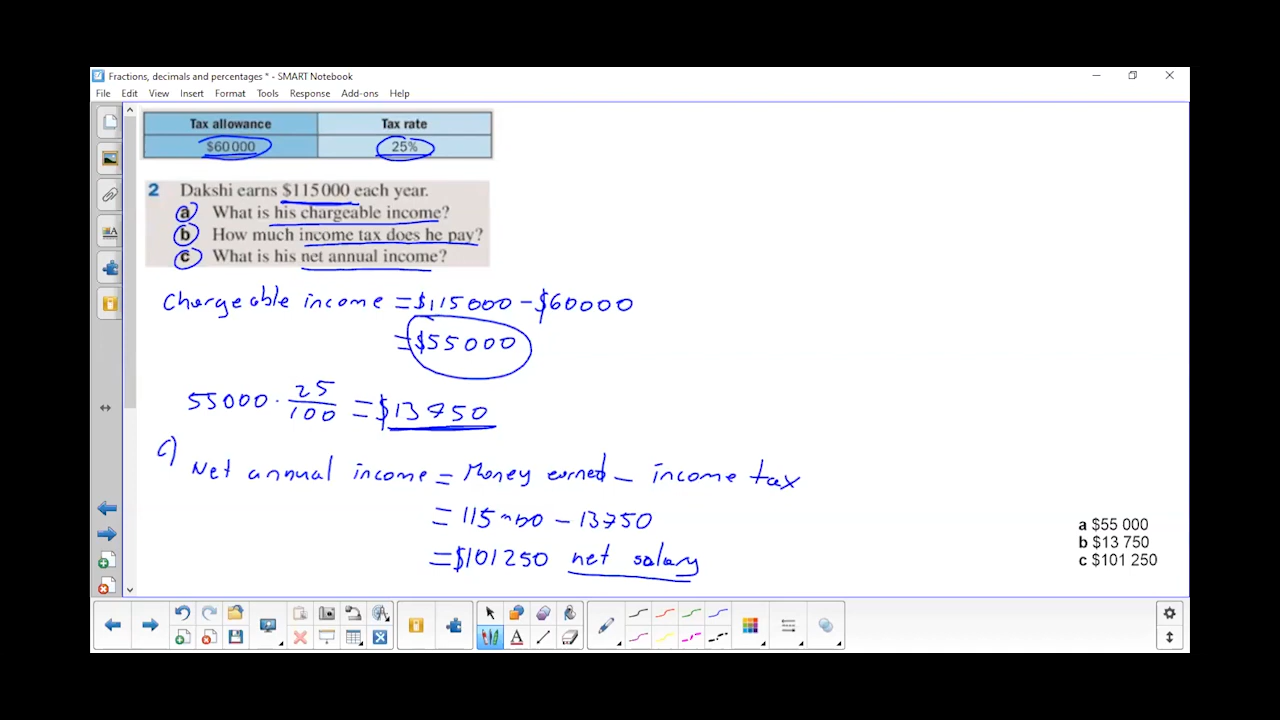 Fractions, decimals and percentages * - SMART Notebook
File Edit View Insert Format Tools Response Add-ons Help
Tax allowance Tax rate
$60 000 25%
2 Dakshi earns $115 000 each year.
a What is his chargeable income?
b How much income tax does he pay?
c What is his net annual income?
Chargeable income = $115000 - $60000
= $55000
55000 · 25/100 = $13750
c)
Net annual income = Money earned - income tax
= 115000 - 13750
= $101250 net salary
a $55 000
b $13 750
c $101 250